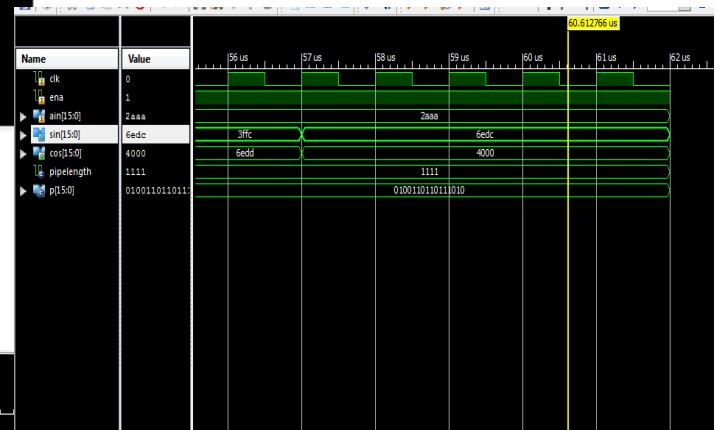 60.612766 us
Name Value 56 us 57 us 58 us 59 us 60 us 61 us 62 us
clk 0
ena 1
ain[15:0] 2aaa 2aaa
sin[15:0] 6edc 3ffc 6edc
cos[15:0] 4000 6edd 4000
pipelength 1111 1111
p[15:0] 010011011011 0100110110111010